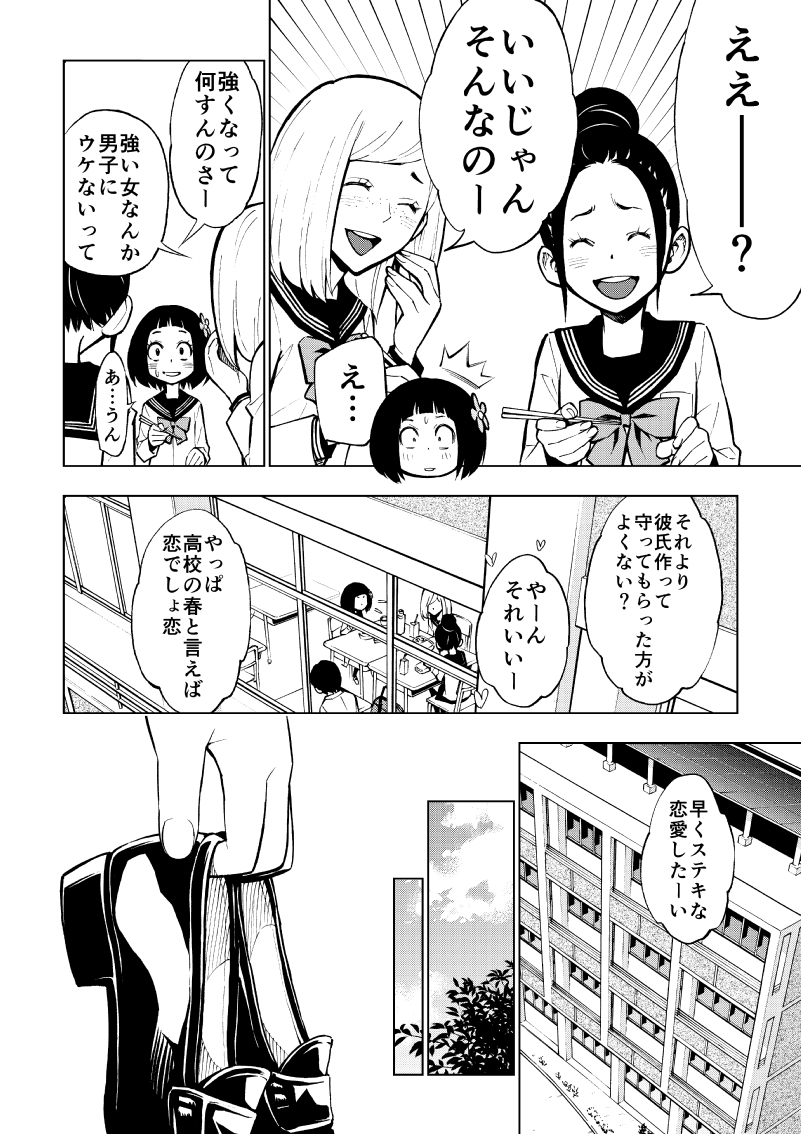 ええ━━？
いいじゃん
そんなのー
え…
強くなって
何すんのさー
強い女なんか
男子に
ウケないって
あ…うん
それより
彼氏作って
守ってもらった方が
よくない？
やーん
それいいー
やっぱ
高校の春と言えば
恋でしょ恋
早くステキな
恋愛したーい